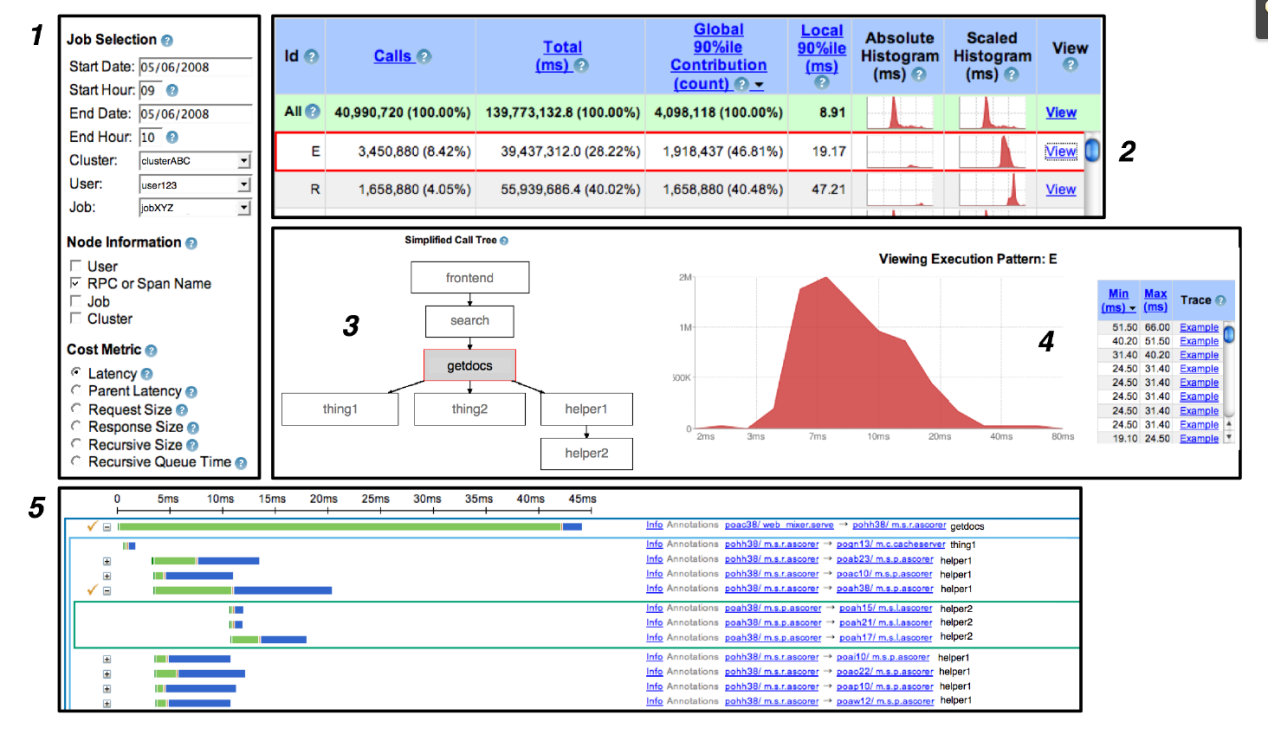 1
Job Selection ?
Start Date: 05/06/2008
Start Hour: 09 ?
End Date: 05/06/2008
End Hour: 10 ?
Cluster: clusterABC
User: user123
Job: jobXYZ
Node Information ?
User
RPC or Span Name
Job
Cluster
Cost Metric ?
Latency ?
Parent Latency ?
Request Size ?
Response Size ?
Recursive Size ?
Recursive Queue Time ?
2
Id ? Calls ? Total (ms) ? Global 90%ile Contribution (count) ? Local 90%ile (ms) ? Absolute Histogram (ms) ? Scaled Histogram (ms) ? View ?
All ? 40,990,720 (100.00%) 139,773,132.8 (100.00%) 4,098,118 (100.00%) 8.91 View
E 3,450,880 (8.42%) 39,437,312.0 (28.22%) 1,918,437 (46.81%) 19.17 View
R 1,658,880 (4.05%) 55,939,686.4 (40.02%) 1,658,880 (40.48%) 47.21 View
3
Simplified Call Tree ?
frontend
search
getdocs
thing1 thing2 helper1
helper2
4
Viewing Execution Pattern: E
2M
1M
500K
0
2ms 3ms 7ms 10ms 20ms 40ms 80ms
Min (ms) Max (ms) Trace ?
51.50 66.00 Example
40.20 51.50 Example
31.40 40.20 Example
24.50 31.40 Example
24.50 31.40 Example
24.50 31.40 Example
24.50 31.40 Example
24.50 31.40 Example
19.10 24.50 Example
5
0 5ms 10ms 15ms 20ms 25ms 30ms 35ms 40ms 45ms
Info Annotations poac38/ web_mixer.serve → pohh38/ m.s.r.ascorer getdocs
Info Annotations pohh38/ m.s.r.ascorer → poqn13/ m.c.cacheserver thing1
Info Annotations pohh38/ m.s.r.ascorer → poab23/ m.s.p.ascorer helper1
Info Annotations pohh38/ m.s.r.ascorer → poac10/ m.s.p.ascorer helper1
Info Annotations pohh38/ m.s.r.ascorer → poah38/ m.s.p.ascorer helper1
Info Annotations poah38/ m.s.p.ascorer → poah15/ m.s.l.ascorer helper2
Info Annotations poah38/ m.s.p.ascorer → poah21/ m.s.l.ascorer helper2
Info Annotations poah38/ m.s.p.ascorer → poah17/ m.s.l.ascorer helper2
Info Annotations pohh38/ m.s.r.ascorer → poai10/ m.s.p.ascorer helper1
Info Annotations pohh38/ m.s.r.ascorer → poao22/ m.s.p.ascorer helper1
Info Annotations pohh38/ m.s.r.ascorer → poap10/ m.s.p.ascorer helper1
Info Annotations pohh38/ m.s.r.ascorer → poaw12/ m.s.p.ascorer helper1